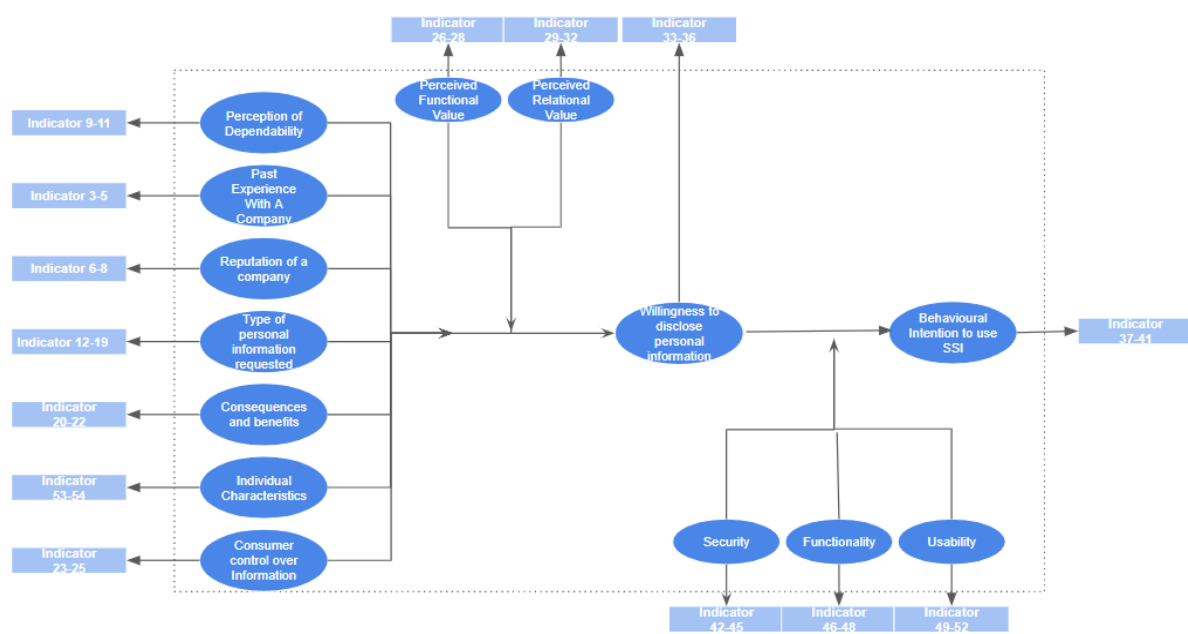 Indicator
26-28
Indicator
29-32
Indicator
33-36
Perceived
Functional
Value
Perceived
Relational
Value
Indicator 9-11
Perception of
Dependability
Indicator 3-5
Past
Experience
With A
Company
Indicator 6-8
Reputation of a
company
Indicator 12-19
Type of
personal
information
requested
Willingness to
disclose
personal
information
Behavioural
Intention to use
SSI
Indicator
37-41
Indicator
20-22
Consequences
and benefits
Indicator
53-54
Individual
Characteristics
Indicator
23-25
Consumer
control over
Information
Security
Functionality
Usability
Indicator
42-45
Indicator
46-48
Indicator
49-52